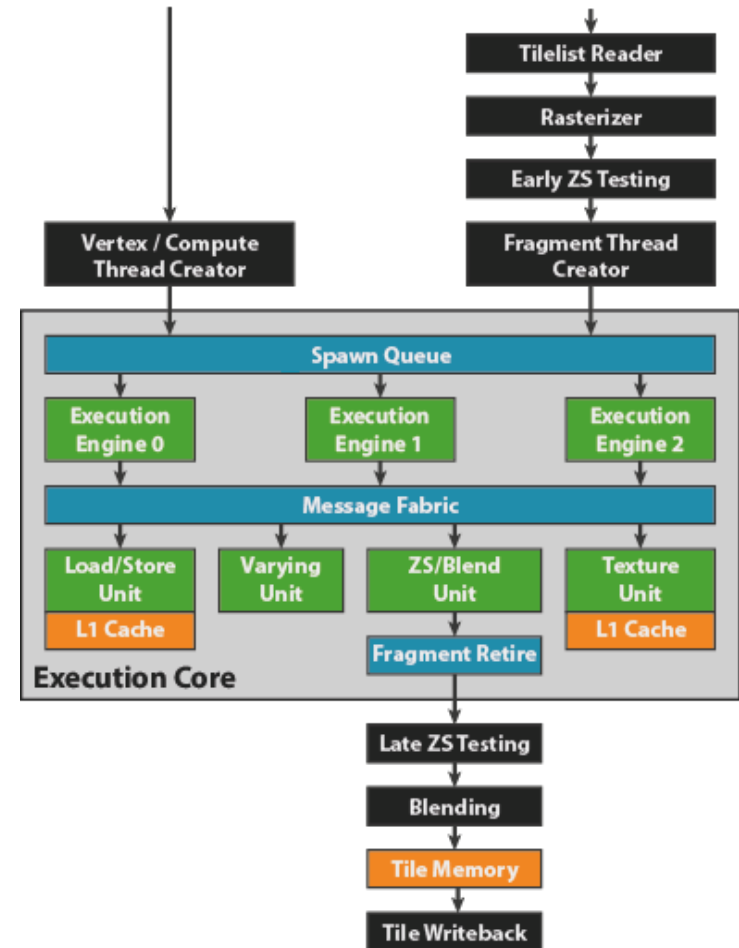 Tilelist Reader
Rasterizer
Early ZS Testing
Vertex / Compute
Thread Creator
Fragment Thread
Creator
Spawn Queue
Execution
Engine 0
Execution
Engine 1
Execution
Engine 2
Message Fabric
Load/Store
Unit
L1 Cache
Varying
Unit
ZS/Blend
Unit
Texture
Unit
L1 Cache
Fragment Retire
Execution Core
Late ZS Testing
Blending
Tile Memory
Tile Writeback